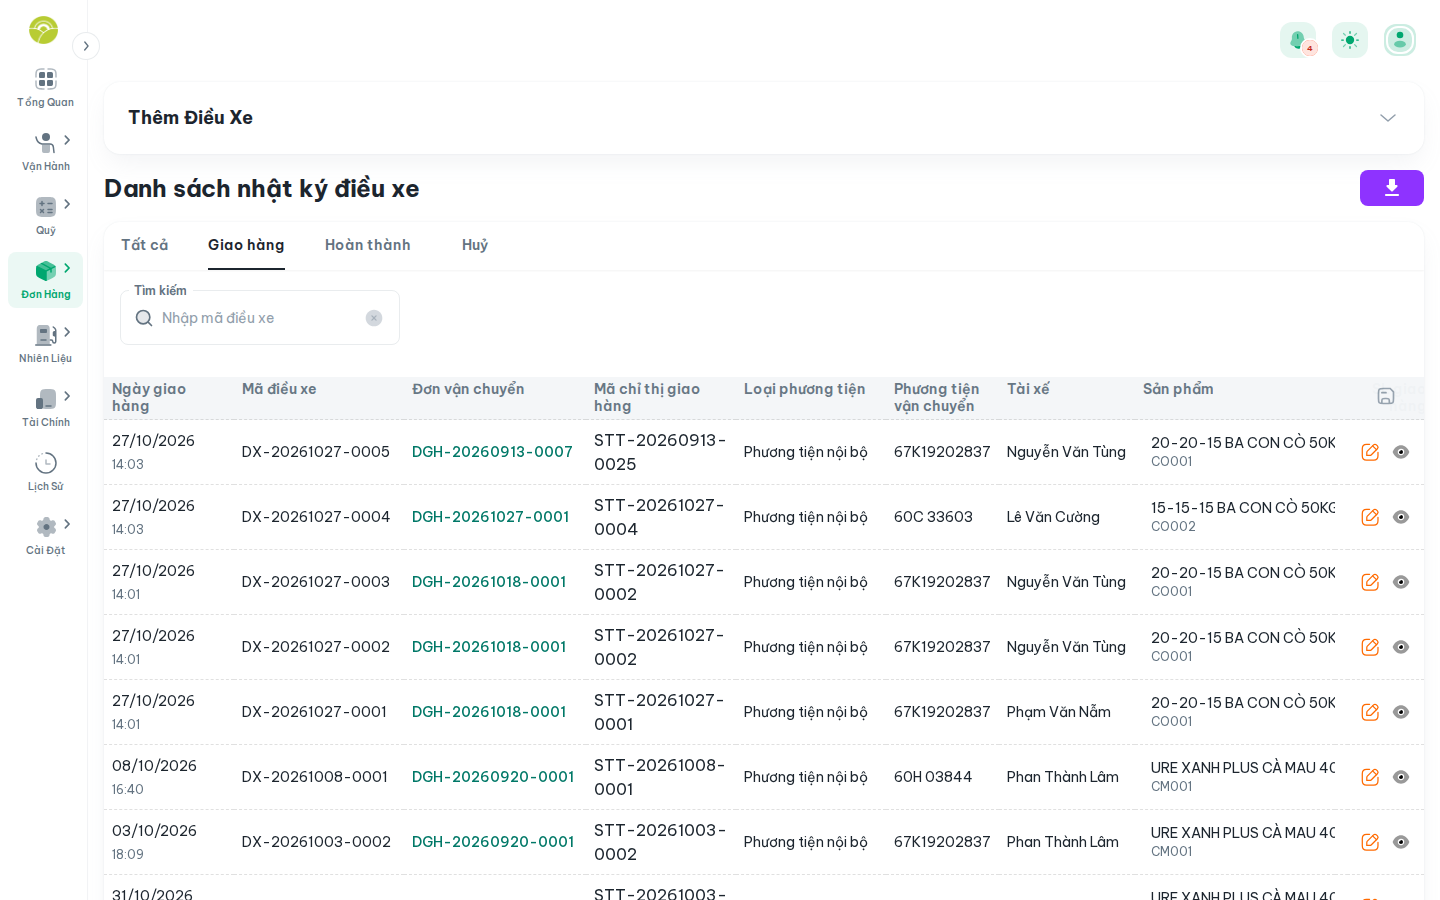 4
Tổng Quan
Vận Hành
Quỹ
Đơn Hàng
Nhiên Liệu
Tài Chính
Lịch Sử
Cài Đặt
Thêm Điều Xe
Danh sách nhật ký điều xe
Tất cả Giao hàng Hoàn thành Huỷ
Tìm kiếm
Nhập mã điều xe
Ngày giao hàng Mã điều xe Đơn vận chuyển Mã chỉ thị giao hàng Loại phương tiện Phương tiện vận chuyển Tài xế Sản phẩm
27/10/2026 14:03 DX-20261027-0005 DGH-20260913-0007 STT-20260913-0025 Phương tiện nội bộ 67K19202837 Nguyễn Văn Tùng 20-20-15 BA CON CÒ 50K CO001
27/10/2026 14:03 DX-20261027-0004 DGH-20261027-0001 STT-20261027-0004 Phương tiện nội bộ 60C 33603 Lê Văn Cường 15-15-15 BA CON CÒ 50KG CO002
27/10/2026 14:01 DX-20261027-0003 DGH-20261018-0001 STT-20261027-0002 Phương tiện nội bộ 67K19202837 Nguyễn Văn Tùng 20-20-15 BA CON CÒ 50K CO001
27/10/2026 14:01 DX-20261027-0002 DGH-20261018-0001 STT-20261027-0002 Phương tiện nội bộ 67K19202837 Nguyễn Văn Tùng 20-20-15 BA CON CÒ 50K CO001
27/10/2026 14:01 DX-20261027-0001 DGH-20261018-0001 STT-20261027-0001 Phương tiện nội bộ 67K19202837 Phạm Văn Nẫm 20-20-15 BA CON CÒ 50K CO001
08/10/2026 16:40 DX-20261008-0001 DGH-20260920-0001 STT-20261008-0001 Phương tiện nội bộ 60H 03844 Phan Thành Lâm URE XANH PLUS CÀ MAU 40 CM001
03/10/2026 18:09 DX-20261003-0002 DGH-20260920-0001 STT-20261003-0002 Phương tiện nội bộ 67K19202837 Phan Thành Lâm URE XANH PLUS CÀ MAU 40 CM001
31/10/2026 STT-20261003- URE XANH PLUS CÀ MAU 40